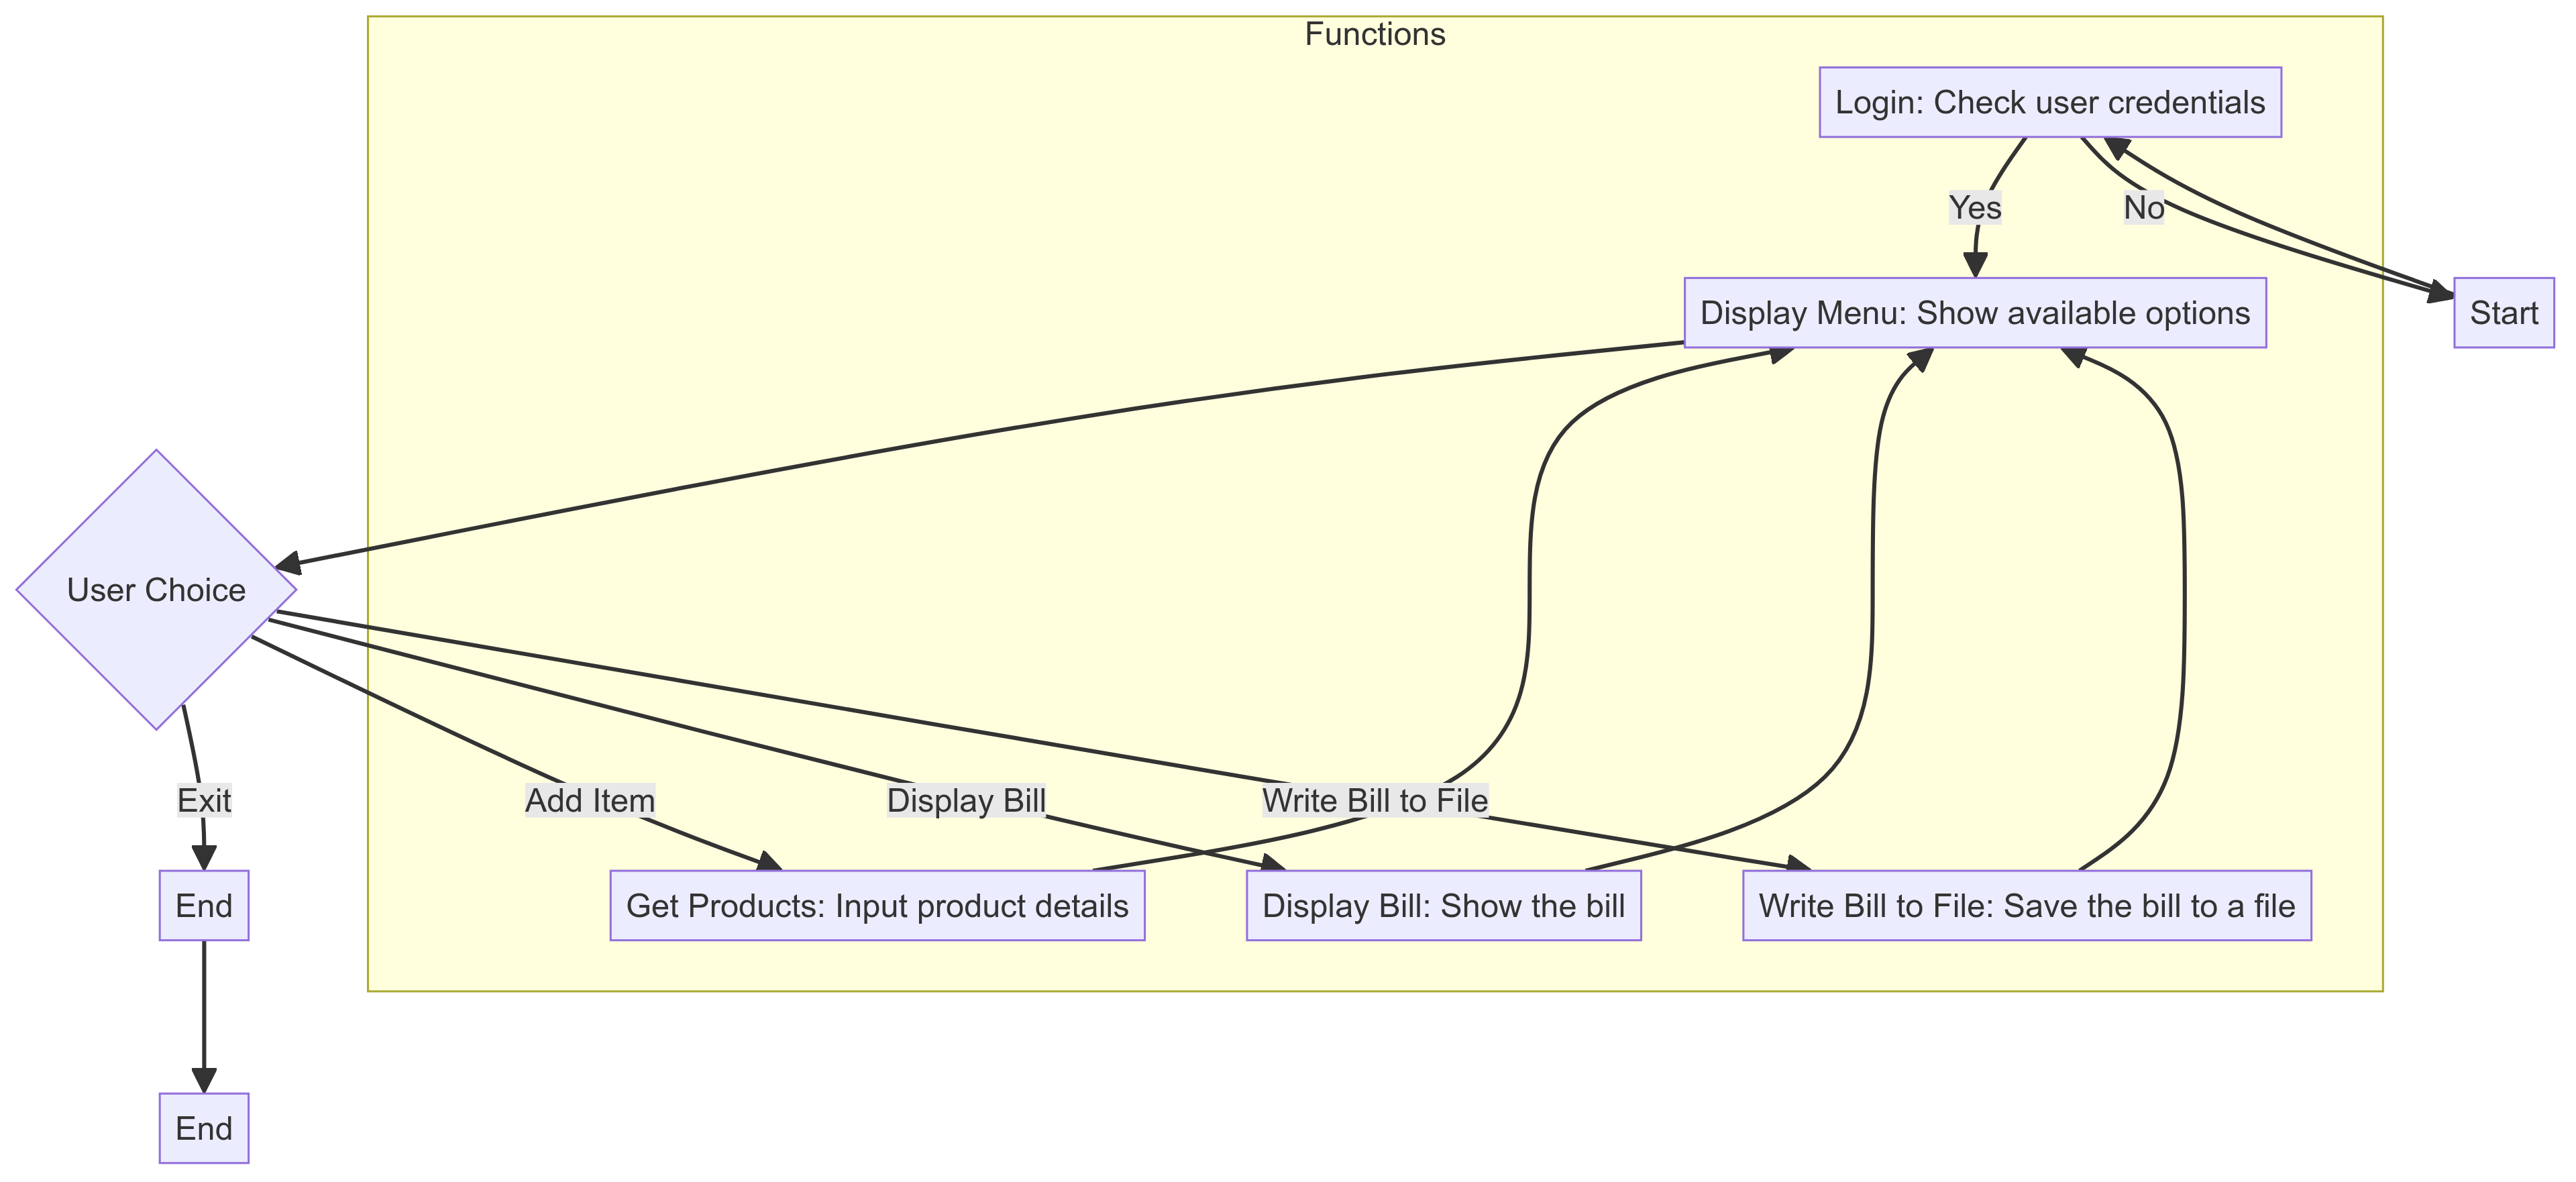 Functions
Login: Check user credentials
Yes
No
Display Menu: Show available options
Start
User Choice
Exit
Add Item
Display Bill
Write Bill to File
End
Get Products: Input product details
Display Bill: Show the bill
Write Bill to File: Save the bill to a file
End